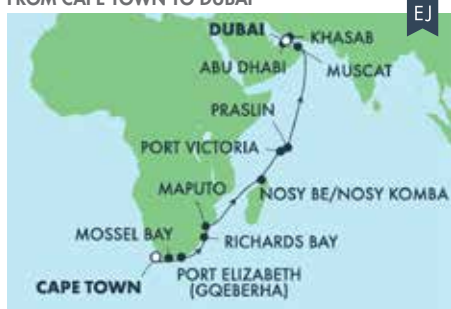 FROM CAPE TOWN TO DUBAI
EJ
DUBAI
KHASAB
ABU DHABI
MUSCAT
PRASLIN
PORT VICTORIA
MAPUTO
NOSY BE/NOSY KOMBA
MOSSEL BAY
RICHARDS BAY
PORT ELIZABETH
(GQEBERHA)
CAPE TOWN